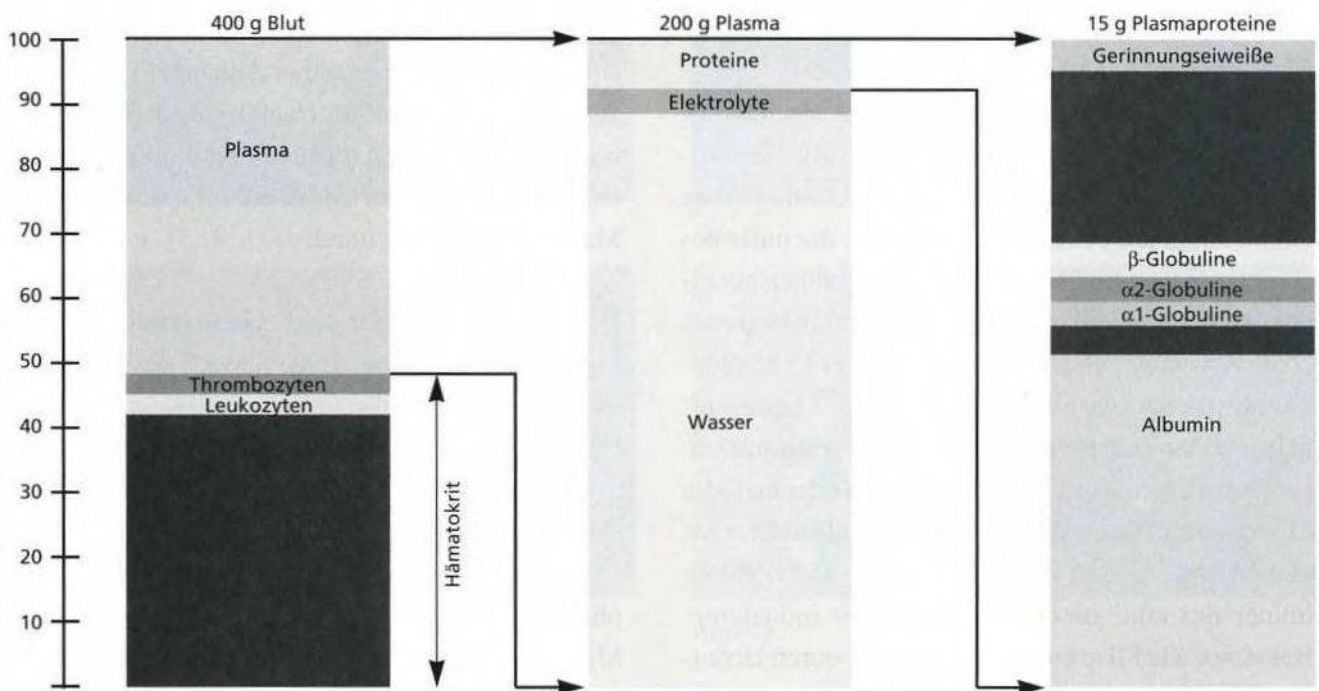 400 g Blut
200 g Plasma
15 g Plasmaproteine
100
90
80
70
60
50
40
30
20
10
Plasma
Thrombozyten
Leukozyten
Hämatokrit
Proteine
Elektrolyte
Wasser
Gerinnungseiweiße
β-Globuline
α2-Globuline
α1-Globuline
Albumin